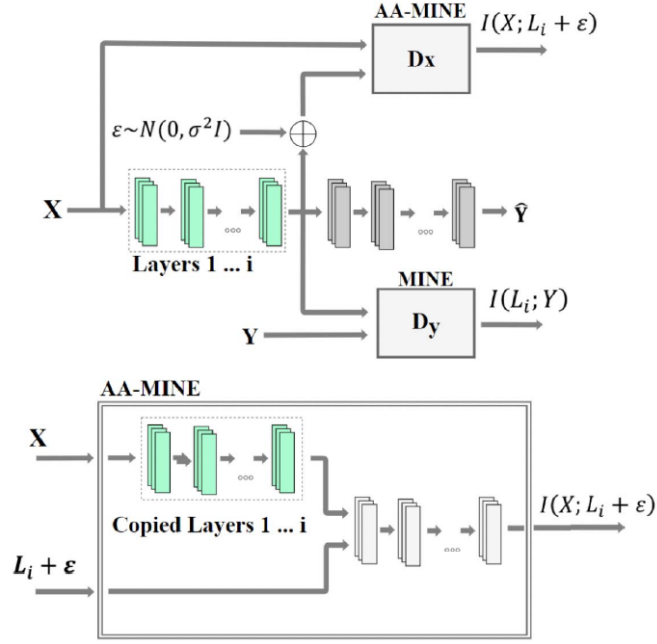 AA-MINE
I(X; L_i + ε)
Dx
ε~N(0, σ²I)
X
Ŷ
Layers 1 ... i
MINE
I(L_i; Y)
Dy
Y
AA-MINE
X
Copied Layers 1 ... i
I(X; L_i + ε)
L_i + ε